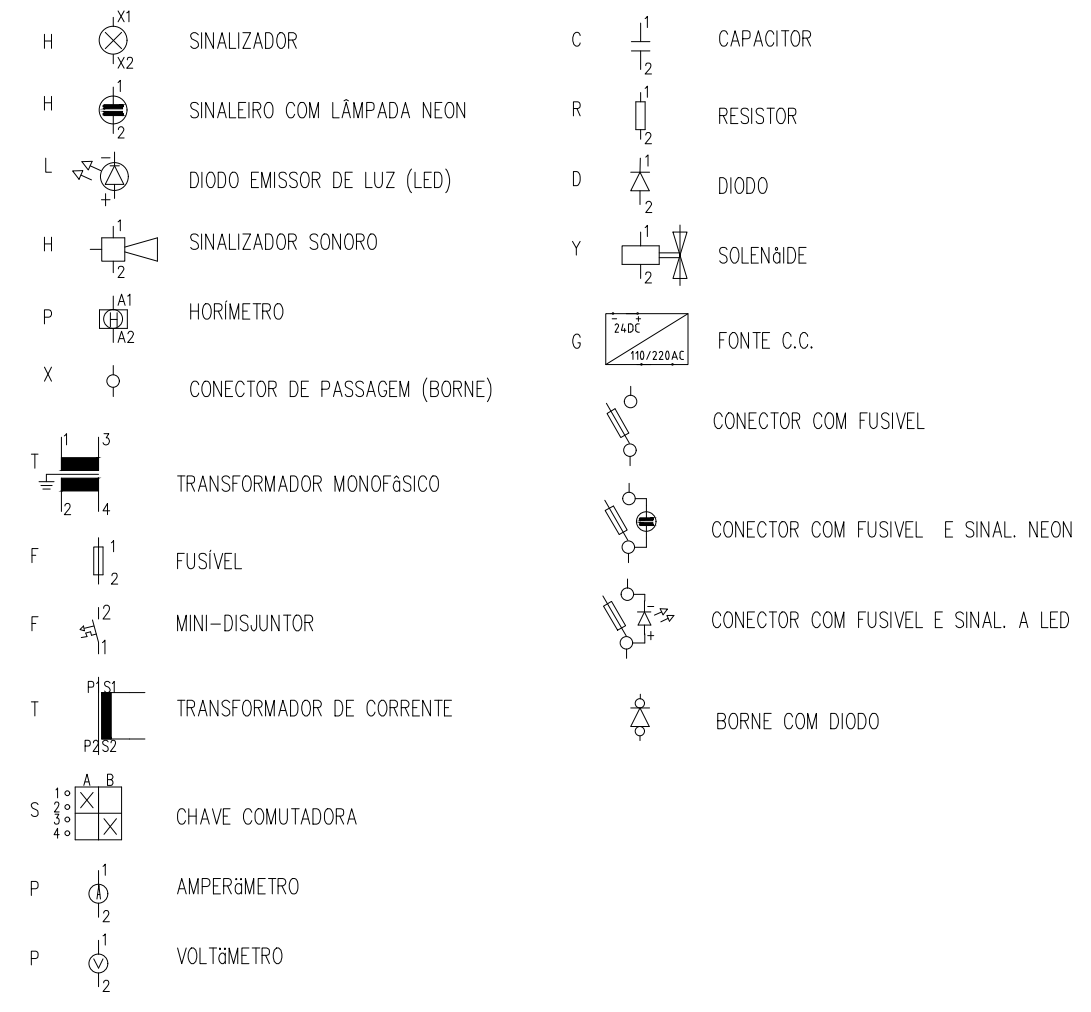 X1
H SINALIZADOR
X2
1
H SINALEIRO COM LÂMPADA NEON
2
L - DIODO EMISSOR DE LUZ (LED)
+
1
H SINALIZADOR SONORO
2
A1
P H HORÍMETRO
A2
X CONECTOR DE PASSAGEM (BORNE)
1 3
T TRANSFORMADOR MONOFâSICO
2 4
F 1 FUSÍVEL
2
F 2 MINI-DISJUNTOR
1
P1 S1
T TRANSFORMADOR DE CORRENTE
P2 S2
A B
1
2 X
S CHAVE COMUTADORA
3 X
4
1
P A AMPERäMETRO
2
1
P V VOLTäMETRO
2
1
C CAPACITOR
2
1
R RESISTOR
2
1
D DIODO
2
1
Y SOLENåIDE
2
- +
24DC
G FONTE C.C.
110/220AC
CONECTOR COM FUSIVEL
CONECTOR COM FUSIVEL E SINAL. NEON
-
CONECTOR COM FUSIVEL E SINAL. A LED
+
BORNE COM DIODO